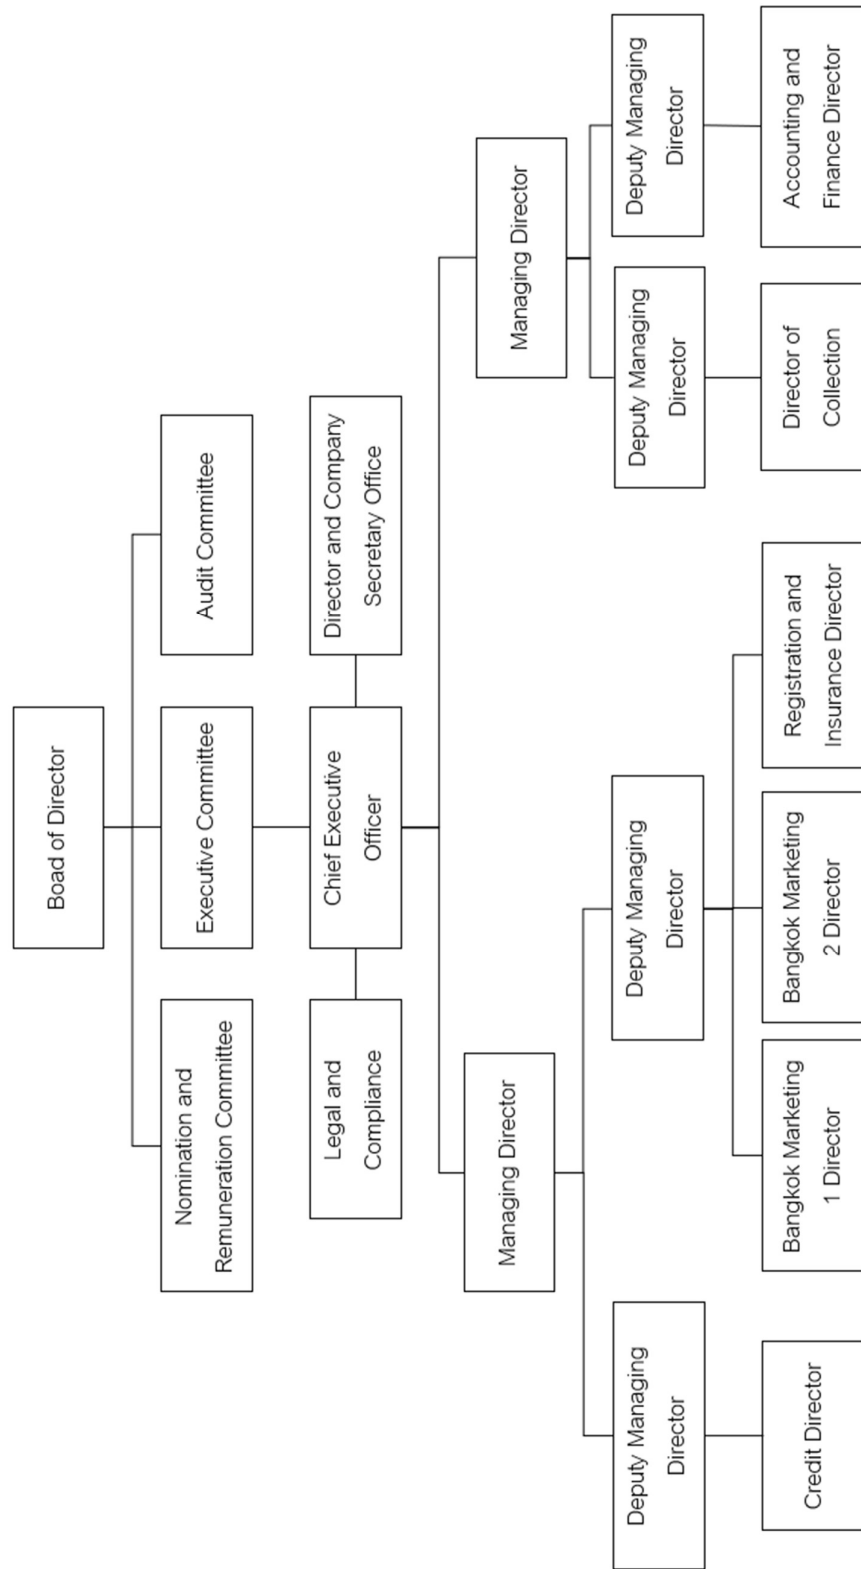 Boad of Director
Nomination and
Remuneration Committee
Executive Committee
Audit Committee
Legal and
Compliance
Chief Executive
Officer
Director and Company
Secretary Office
Managing Director
Managing Director
Deputy Managing
Director
Deputy Managing
Director
Deputy Managing
Director
Deputy Managing
Director
Credit Director
Bangkok Marketing
1 Director
Bangkok Marketing
2 Director
Registration and
Insurance Director
Director of
Collection
Accounting and
Finance Director